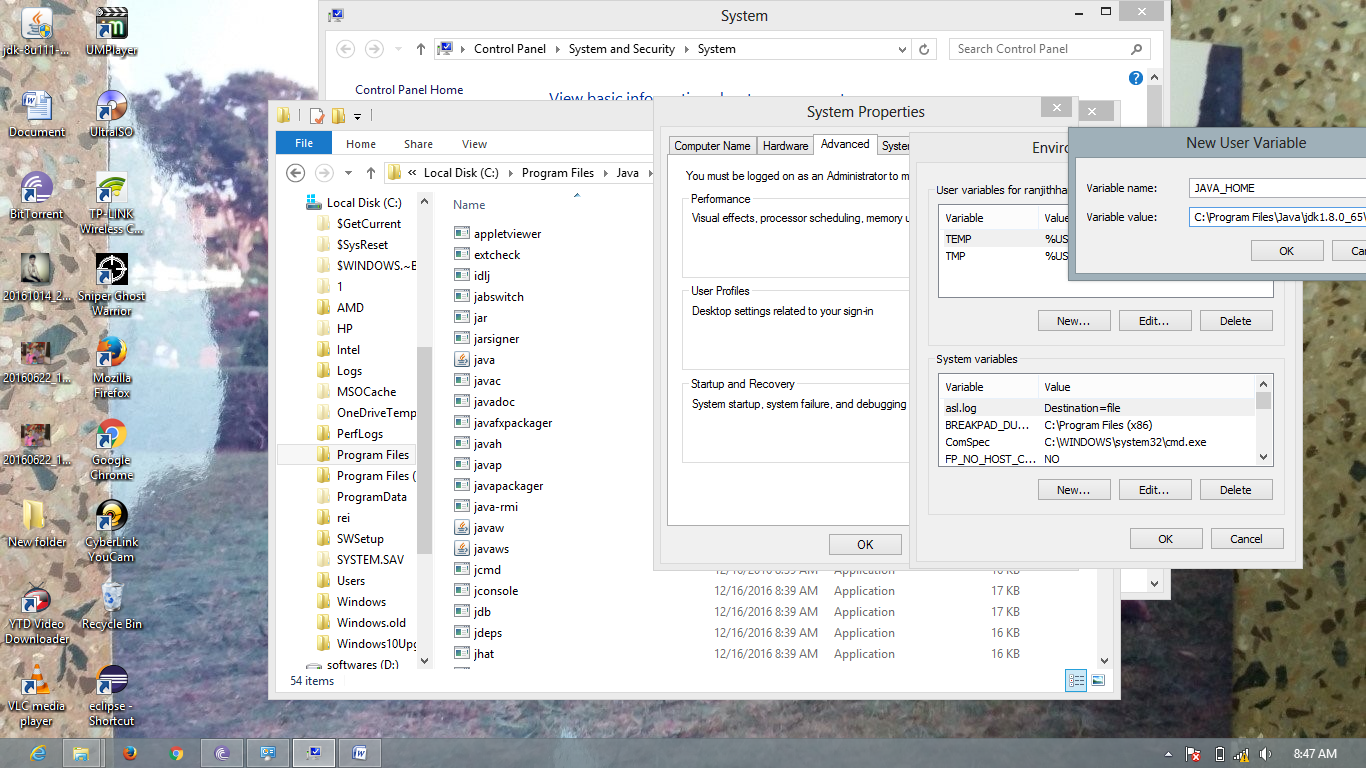 jdk-8u111-...
UMPlayer
Document
UltraISO
BitTorrent
TP-LINK
Wireless C...
20161014_2...
Sniper Ghost
Warrior
20160622_1...
Mozilla
Firefox
20160622_1...
Google
Chrome
New folder
CyberLink
YouCam
YTD Video
Downloader
Recycle Bin
VLC media
player
eclipse -
Shortcut
System
Control Panel
System and Security
System
Search Control Panel
Control Panel Home
File
Home
Share
View
« Local Disk (C:)
Program Files
Java
Local Disk (C:)
$GetCurrent
$SysReset
$WINDOWS.~E
1
AMD
HP
Intel
Logs
MSOCache
OneDriveTemp
PerfLogs
Program Files
Program Files (
ProgramData
rei
SWSetup
SYSTEM.SAV
Users
Windows
Windows.old
Windows10Upg
softwares (D:)
Name
appletviewer
extcheck
idlj
jabswitch
jar
jarsigner
java
javac
javadoc
javafxpackager
javah
javap
javapackager
java-rmi
javaw
javaws
jcmd
jconsole 12/16/2016 8:39 AM Application 17 KB
jdb 12/16/2016 8:39 AM Application 17 KB
jdeps 12/16/2016 8:39 AM Application 16 KB
jhat 12/16/2016 8:39 AM Application 16 KB
54 items
System Properties
Computer Name
Hardware
Advanced
You must be logged on as an Administrator to m
Performance
Visual effects, processor scheduling, memory u
User Profiles
Desktop settings related to your sign-in
Startup and Recovery
System startup, system failure, and debugging
OK
User variables for ranjithha
Variable Value
TEMP %US
TMP %US
New...
Edit...
Delete
System variables
Variable Value
asl.log Destination=file
BREAKPAD_DU... C:\Program Files (x86)
ComSpec C:\WINDOWS\system32\cmd.exe
FP_NO_HOST_C... NO
New...
Edit...
Delete
OK
Cancel
New User Variable
Variable name: JAVA_HOME
Variable value: C:\Program Files\Java\jdk1.8.0_65\
OK
8:47 AM